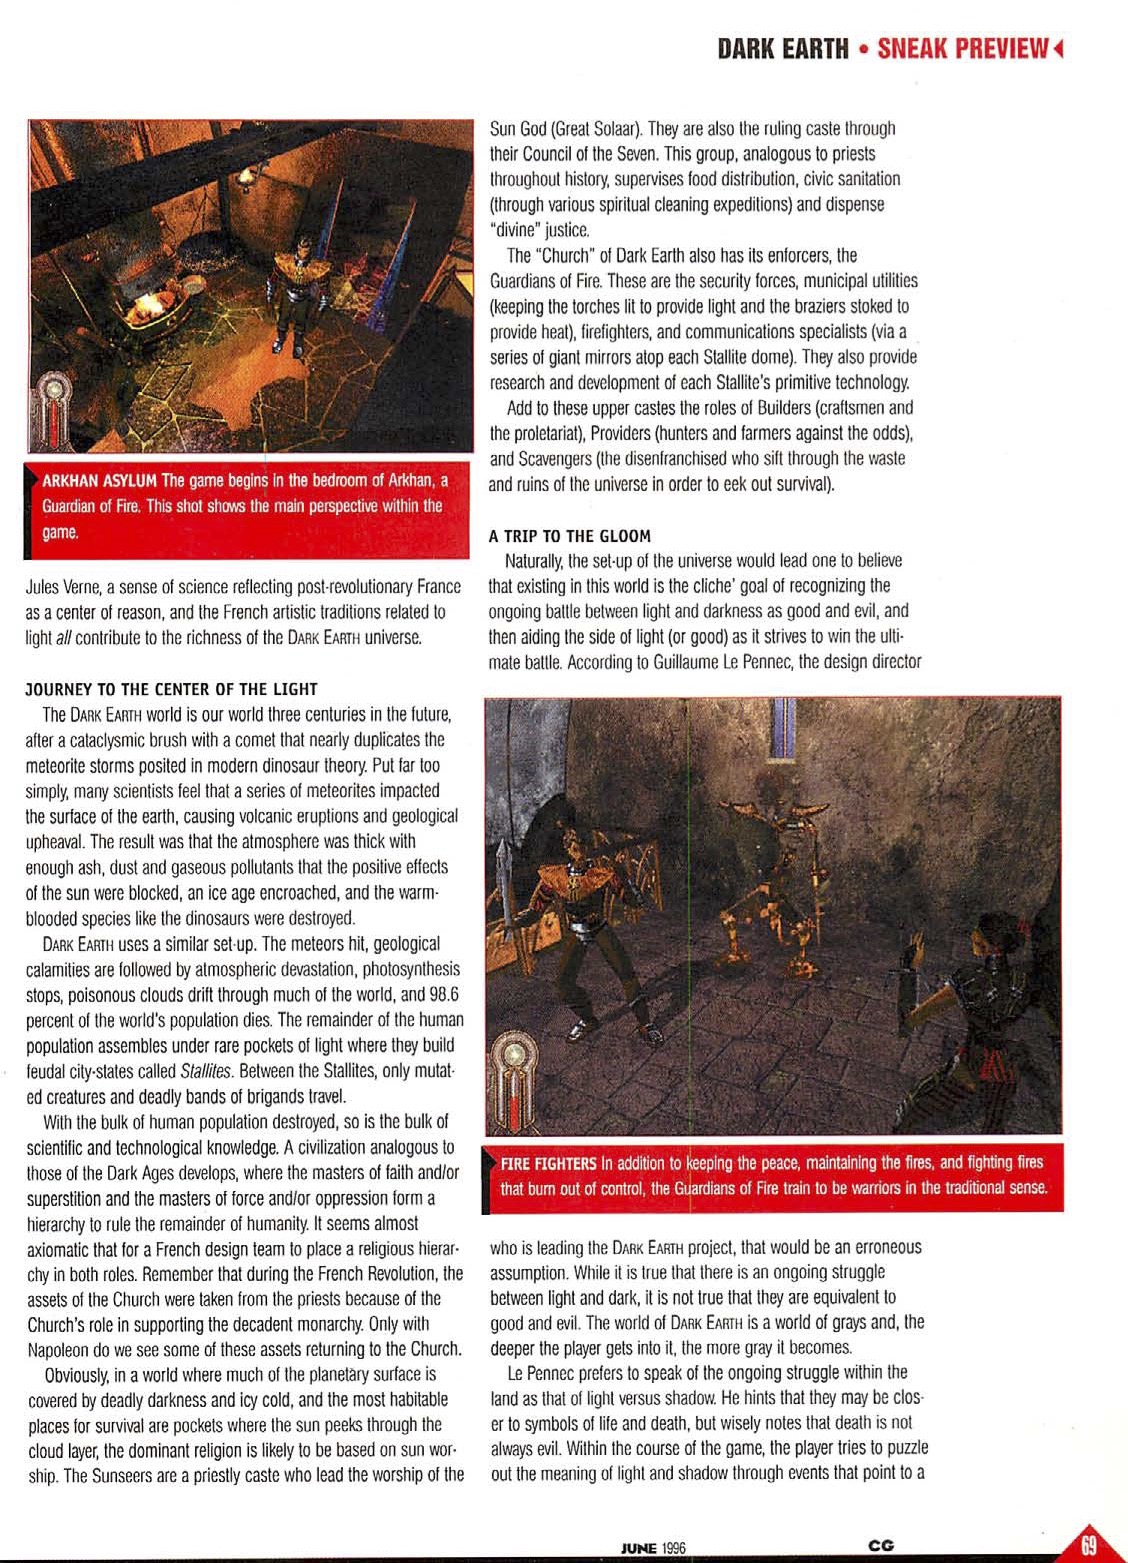 DARK EARTH • SNEAK PREVIEW
ARKHAN ASYLUM The game begins in the bedroom of Arkhan, a
Guardian of Fire. This shot shows the main perspective within the
game.
Jules Verne, a sense of science reflecting post-revolutionary France
as a center of reason, and the French artistic traditions related to
light all contribute to the richness of the DARK EARTH universe.
JOURNEY TO THE CENTER OF THE LIGHT
The DARK EARTH world is our world three centuries in the future,
after a cataclysmic brush with a comet that nearly duplicates the
meteorite storms posited in modern dinosaur theory. Put far too
simply, many scientists feel that a series of meteorites impacted
the surface of the earth, causing volcanic eruptions and geological
upheaval. The result was that the atmosphere was thick with
enough ash, dust and gaseous pollutants that the positive effects
of the sun were blocked, an ice age encroached, and the warm-
blooded species like the dinosaurs were destroyed.
DARK EARTH uses a similar set-up. The meteors hit, geological
calamities are followed by atmospheric devastation, photosynthesis
stops, poisonous clouds drift through much of the world, and 98.6
percent of the world's population dies. The remainder of the human
population assembles under rare pockets of light where they build
feudal city-states called Stallites. Between the Stallites, only mutat-
ed creatures and deadly bands of brigands travel.
With the bulk of human population destroyed, so is the bulk of
scientific and technological knowledge. A civilization analogous to
those of the Dark Ages develops, where the masters of faith and/or
superstition and the masters of force and/or oppression form a
hierarchy to rule the remainder of humanity. It seems almost
axiomatic that for a French design team to place a religious hierar-
chy in both roles. Remember that during the French Revolution, the
assets of the Church were taken from the priests because of the
Church's role in supporting the decadent monarchy. Only with
Napoleon do we see some of these assets returning to the Church.
Obviously, in a world where much of the planetary surface is
covered by deadly darkness and icy cold, and the most habitable
places for survival are pockets where the sun peeks through the
cloud layer, the dominant religion is likely to be based on sun wor-
ship. The Sunseers are a priestly caste who lead the worship of the
Sun God (Great Solaar). They are also the ruling caste through
their Council of the Seven. This group, analogous to priests
throughout history, supervises food distribution, civic sanitation
(through various spiritual cleaning expeditions) and dispense
"divine" justice.
The "Church" of Dark Earth also has its enforcers, the
Guardians of Fire. These are the security forces, municipal utilities
(keeping the torches lit to provide light and the braziers stoked to
provide heat), firefighters, and communications specialists (via a
series of giant mirrors atop each Stallite dome). They also provide
research and development of each Stallite's primitive technology.
Add to these upper castes the roles of Builders (craftsmen and
the proletariat), Providers (hunters and farmers against the odds),
and Scavengers (the disenfranchised who sift through the waste
and ruins of the universe in order to eek out survival).
A TRIP TO THE GLOOM
Naturally, the set-up of the universe would lead one to believe
that existing in this world is the cliche' goal of recognizing the
ongoing battle between light and darkness as good and evil, and
then aiding the side of light (or good) as it strives to win the ulti-
mate battle. According to Guillaume Le Pennec, the design director
FIRE FIGHTERS In addition to keeping the peace, maintaining the fires, and fighting fires
that burn out of control, the Guardians of Fire train to be warriors in the traditional sense.
who is leading the DARK EARTH project, that would be an erroneous
assumption. While it is true that there is an ongoing struggle
between light and dark, it is not true that they are equivalent to
good and evil. The world of DARK EARTH is a world of grays and, the
deeper the player gets into it, the more gray it becomes.
Le Pennec prefers to speak of the ongoing struggle within the
land as that of light versus shadow. He hints that they may be clos-
er to symbols of life and death, but wisely notes that death is not
always evil. Within the course of the game, the player tries to puzzle
out the meaning of light and shadow through events that point to a
JUNE 1996 CG 69